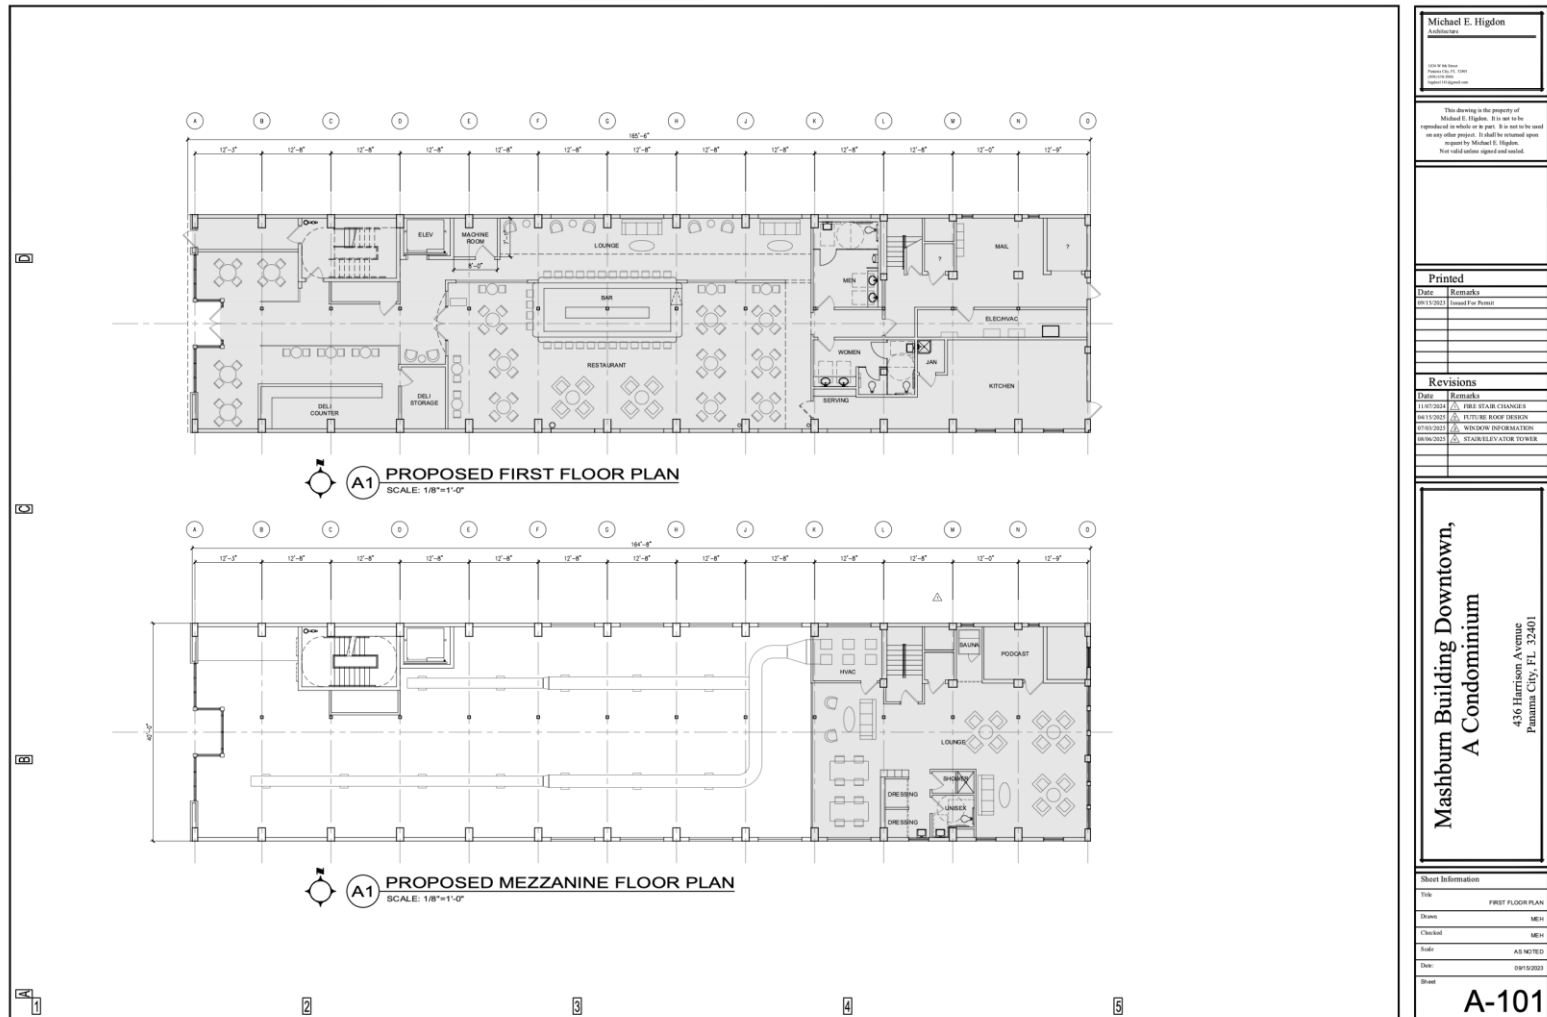 A B C D E F G H J K L M N O
165'-6"
12'-3" 12'-8" 12'-8" 12'-8" 12'-8" 12'-8" 12'-8" 12'-8" 12'-8" 12'-8" 12'-0" 12'-9"
ELEV
MACHINE
ROOM
8'-0"
LOUNGE
BAR
RESTAURANT
DELI
COUNTER
DELI
STORAGE
MEN
WOMEN
SERVING
JAN
?
MAIL
?
ELEC/HVAC
KITCHEN
N
A1 PROPOSED FIRST FLOOR PLAN
SCALE: 1/8"=1'-0"
A B C D E F G H J K L M N O
164'-8"
12'-3" 12'-8" 12'-8" 12'-8" 12'-8" 12'-8" 12'-8" 12'-8" 12'-8" 12'-8" 12'-0" 12'-9"
40'-0"
HVAC
SAUNA
PODCAST
LOUNGE
SHOWER
DRESSING
UNISEX
DRESSING
N
A1 PROPOSED MEZZANINE FLOOR PLAN
SCALE: 1/8"=1'-0"
D
C
B
A
1 2 3 4 5
Michael E. Higdon
Architecture
Panama City, FL 32401
This drawing is the property of
Michael E. Higdon. It is not to be
reproduced in whole or in part. It is not to be used
on any other project. It shall be returned upon
request by Michael E. Higdon.
Not valid unless signed and sealed.
Printed
Date Remarks
09/15/2023 Issued For Permit
Revisions
Date Remarks
11/07/2024 FIRE STAIR CHANGES
04/15/2025 FUTURE ROOF DESIGN
07/03/2025 WINDOW INFORMATION
08/06/2025 STAIR/ELEVATOR TOWER
Mashburn Building Downtown,
A Condominium
436 Harrison Avenue
Panama City, FL 32401
Sheet Information
Title
FIRST FLOOR PLAN
Drawn
MEH
Checked
MEH
Scale
AS NOTED
Date:
09/15/2023
Sheet
A-101